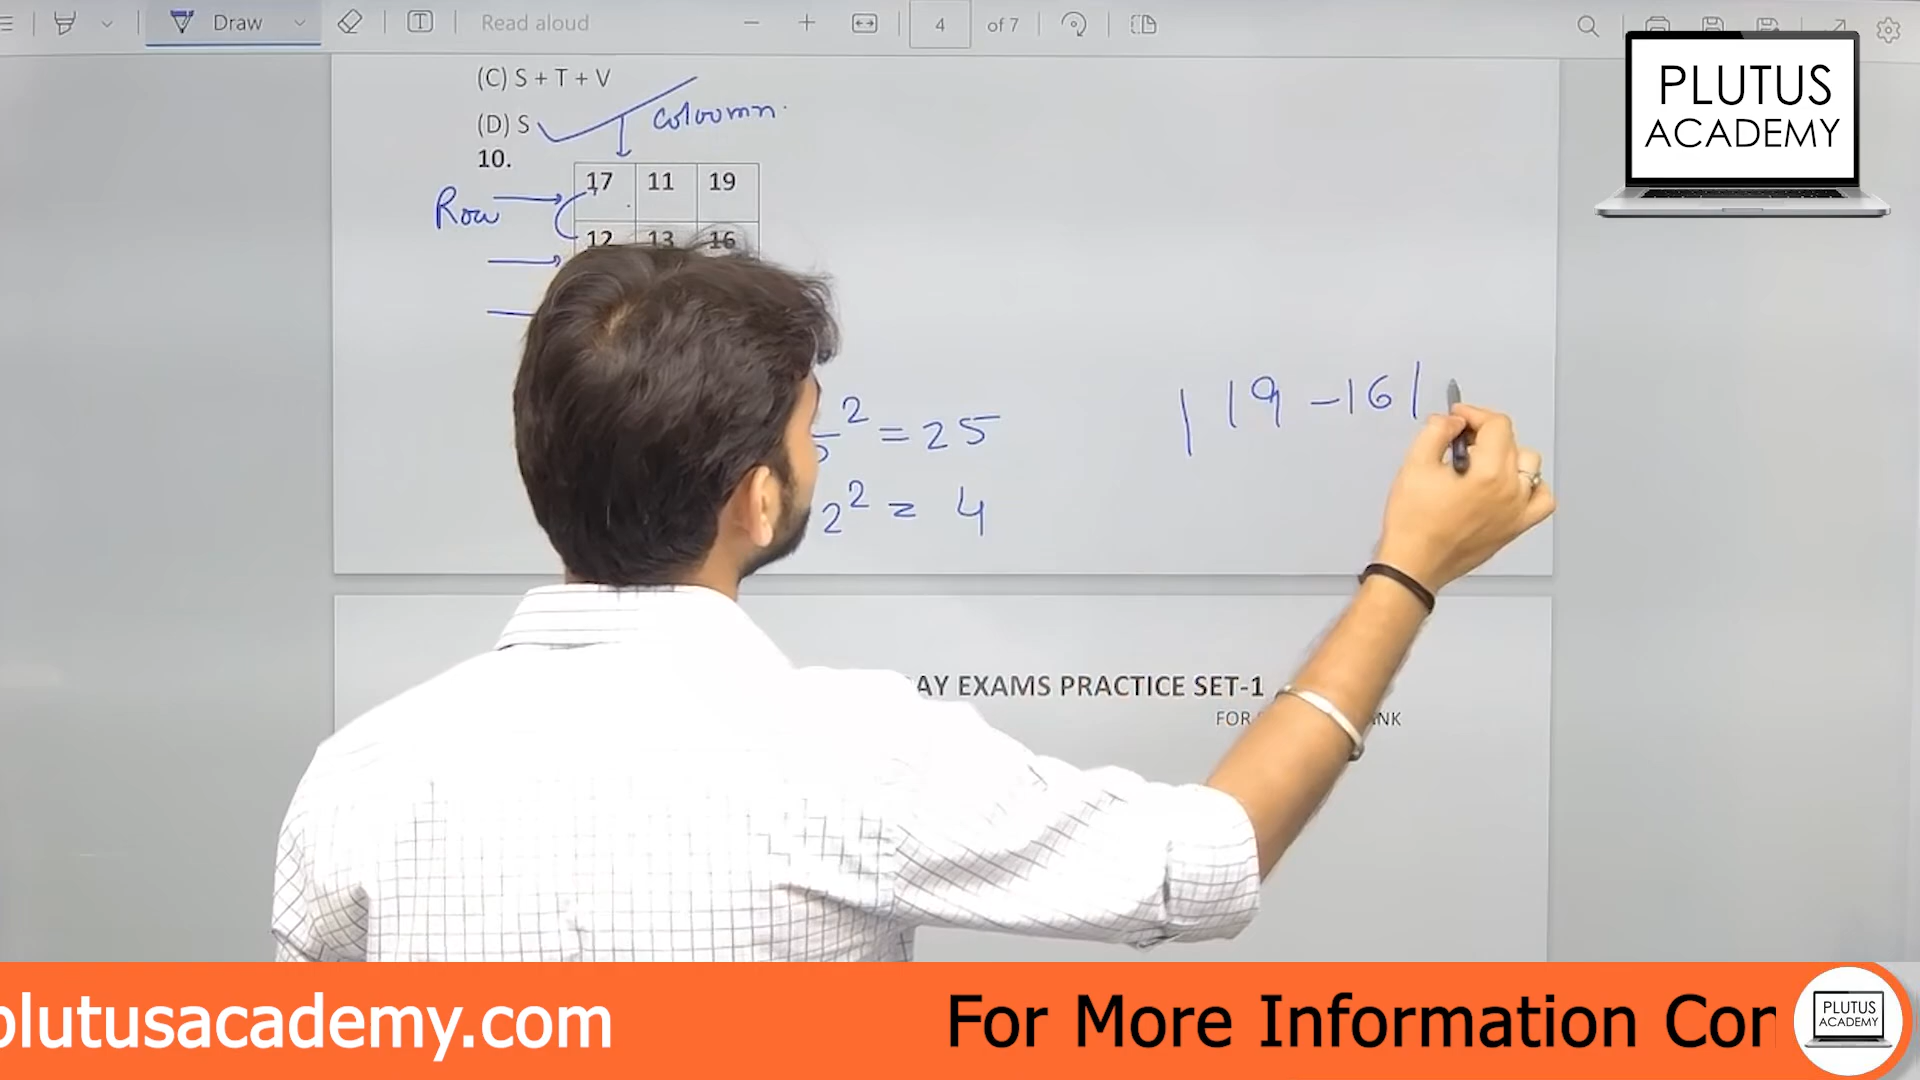 Draw
Read aloud
4 of 7
PLUTUS
ACADEMY
(C) S + T + V
(D) S
coloumn
10.
Row
17 11 19
12 13 16
2 = 25
|19 - 16|
2² = 4
AY EXAMS PRACTICE SET-1
FOR
NK
plutusacademy.com
For More Information Con
PLUTUS
ACADEMY